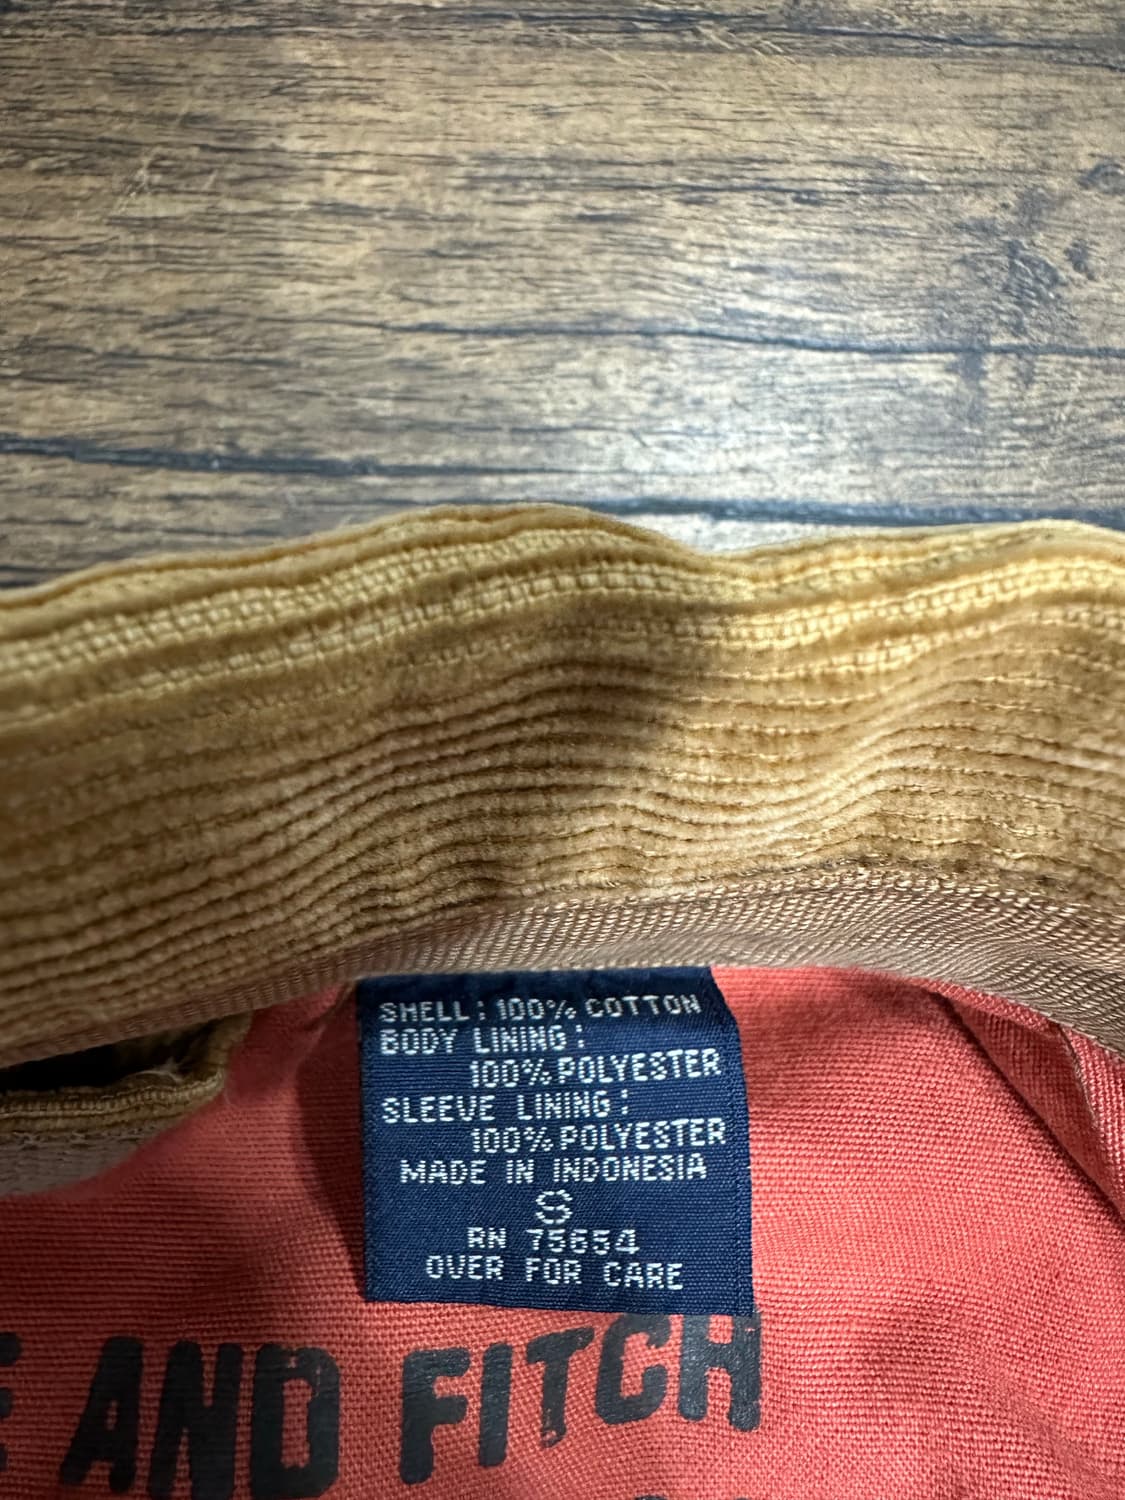 SHELL: 100% COTTON
BODY LINING:
100% POLYESTER
SLEEVE LINING:
100% POLYESTER
MADE IN INDONESIA
S
RN 75654
OVER FOR CARE
AND FITCH